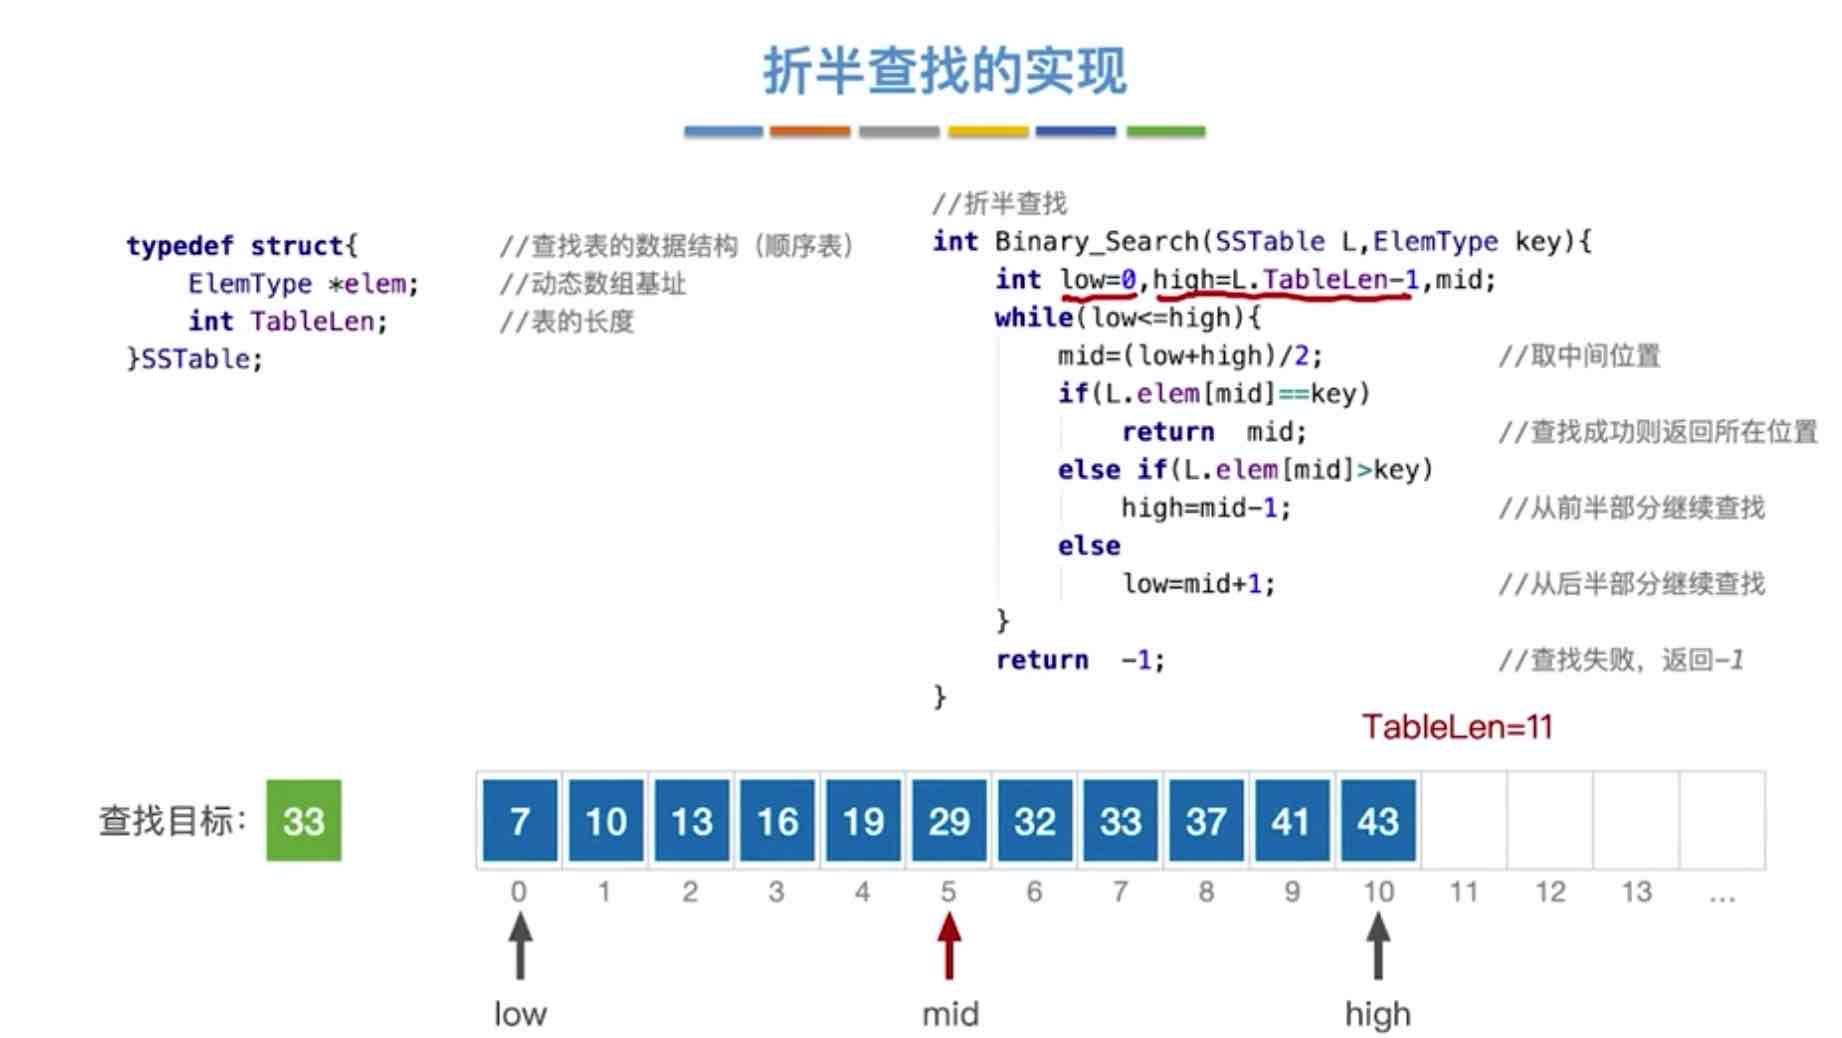 折半查找的实现
typedef struct{ //查找表的数据结构（顺序表）
ElemType *elem; //动态数组基址
int TableLen; //表的长度
}SSTable;
//折半查找
int Binary_Search(SSTable L,ElemType key){
int low=0,high=L.TableLen-1,mid;
while(low<=high){
mid=(low+high)/2; //取中间位置
if(L.elem[mid]==key)
return mid; //查找成功则返回所在位置
else if(L.elem[mid]>key)
high=mid-1; //从前半部分继续查找
else
low=mid+1; //从后半部分继续查找
}
return -1; //查找失败，返回-1
}
TableLen=11
查找目标： 33 7 10 13 16 19 29 32 33 37 41 43
0 1 2 3 4 5 6 7 8 9 10 11 12 13 ...
low mid high